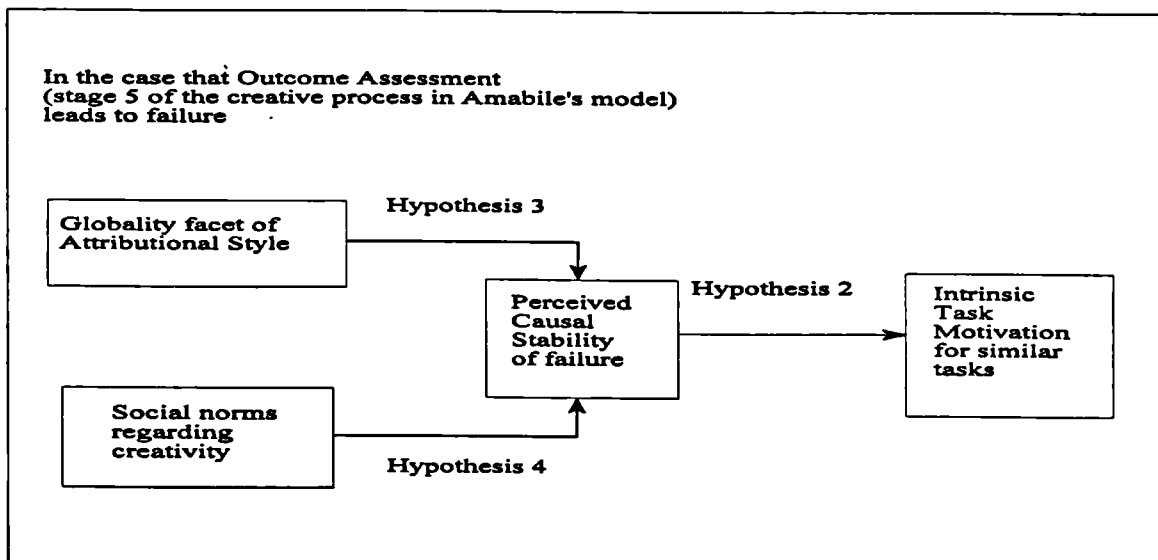 In the case that Outcome Assessment
(stage 5 of the creative process in Amabile's model)
leads to failure
Hypothesis 3
Globality facet of
Attributional Style
Perceived
Causal
Stability
of failure
Hypothesis 2
Intrinsic
Task
Motivation
for similar
tasks
Social norms
regarding
creativity
Hypothesis 4